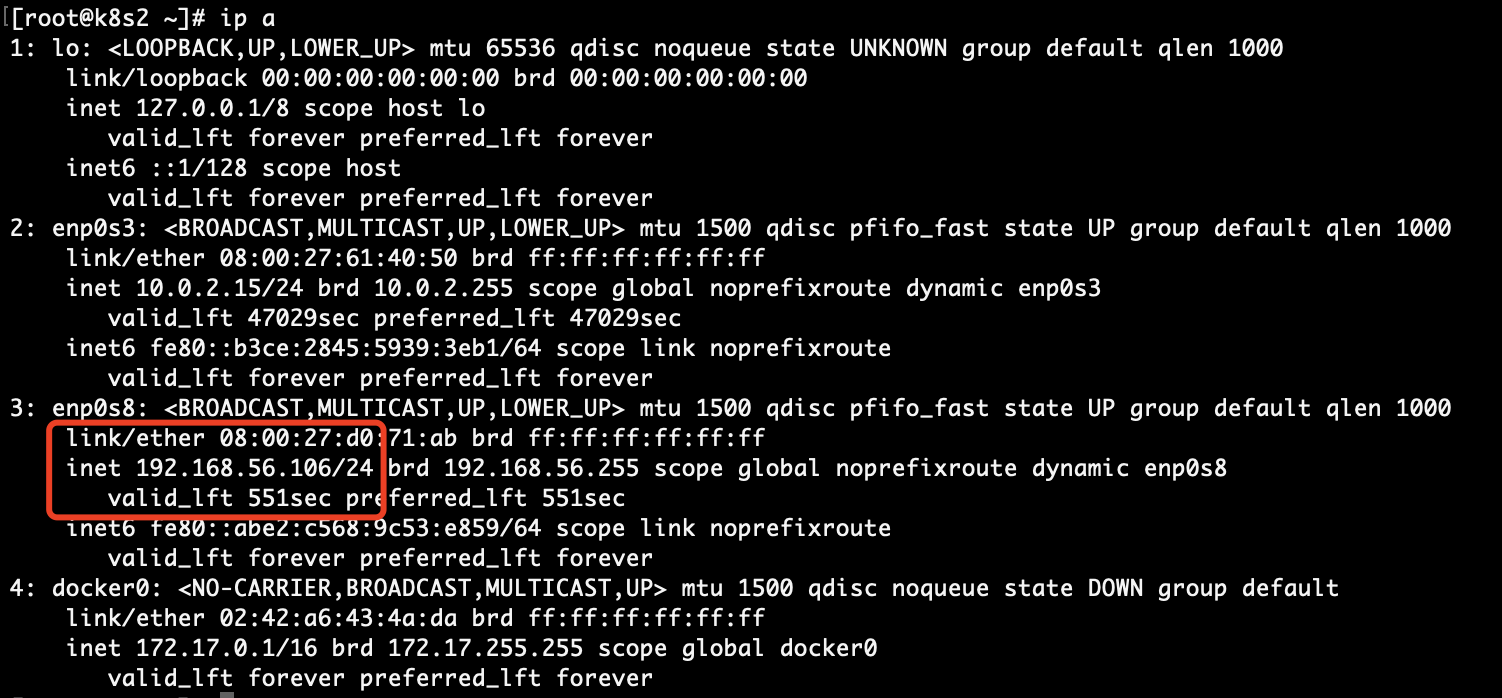 [root@k8s2 ~]# ip a
1: lo: <LOOPBACK,UP,LOWER_UP> mtu 65536 qdisc noqueue state UNKNOWN group default qlen 1000
    link/loopback 00:00:00:00:00:00 brd 00:00:00:00:00:00
    inet 127.0.0.1/8 scope host lo
       valid_lft forever preferred_lft forever
    inet6 ::1/128 scope host
       valid_lft forever preferred_lft forever
2: enp0s3: <BROADCAST,MULTICAST,UP,LOWER_UP> mtu 1500 qdisc pfifo_fast state UP group default qlen 1000
    link/ether 08:00:27:61:40:50 brd ff:ff:ff:ff:ff:ff
    inet 10.0.2.15/24 brd 10.0.2.255 scope global noprefixroute dynamic enp0s3
       valid_lft 47029sec preferred_lft 47029sec
    inet6 fe80::b3ce:2845:5939:3eb1/64 scope link noprefixroute
       valid_lft forever preferred_lft forever
3: enp0s8: <BROADCAST,MULTICAST,UP,LOWER_UP> mtu 1500 qdisc pfifo_fast state UP group default qlen 1000
    link/ether 08:00:27:d0:71:ab brd ff:ff:ff:ff:ff:ff
    inet 192.168.56.106/24 brd 192.168.56.255 scope global noprefixroute dynamic enp0s8
       valid_lft 551sec preferred_lft 551sec
    inet6 fe80::abe2:c568:9c53:e859/64 scope link noprefixroute
       valid_lft forever preferred_lft forever
4: docker0: <NO-CARRIER,BROADCAST,MULTICAST,UP> mtu 1500 qdisc noqueue state DOWN group default
    link/ether 02:42:a6:43:4a:da brd ff:ff:ff:ff:ff:ff
    inet 172.17.0.1/16 brd 172.17.255.255 scope global docker0
       valid_lft forever preferred_lft forever